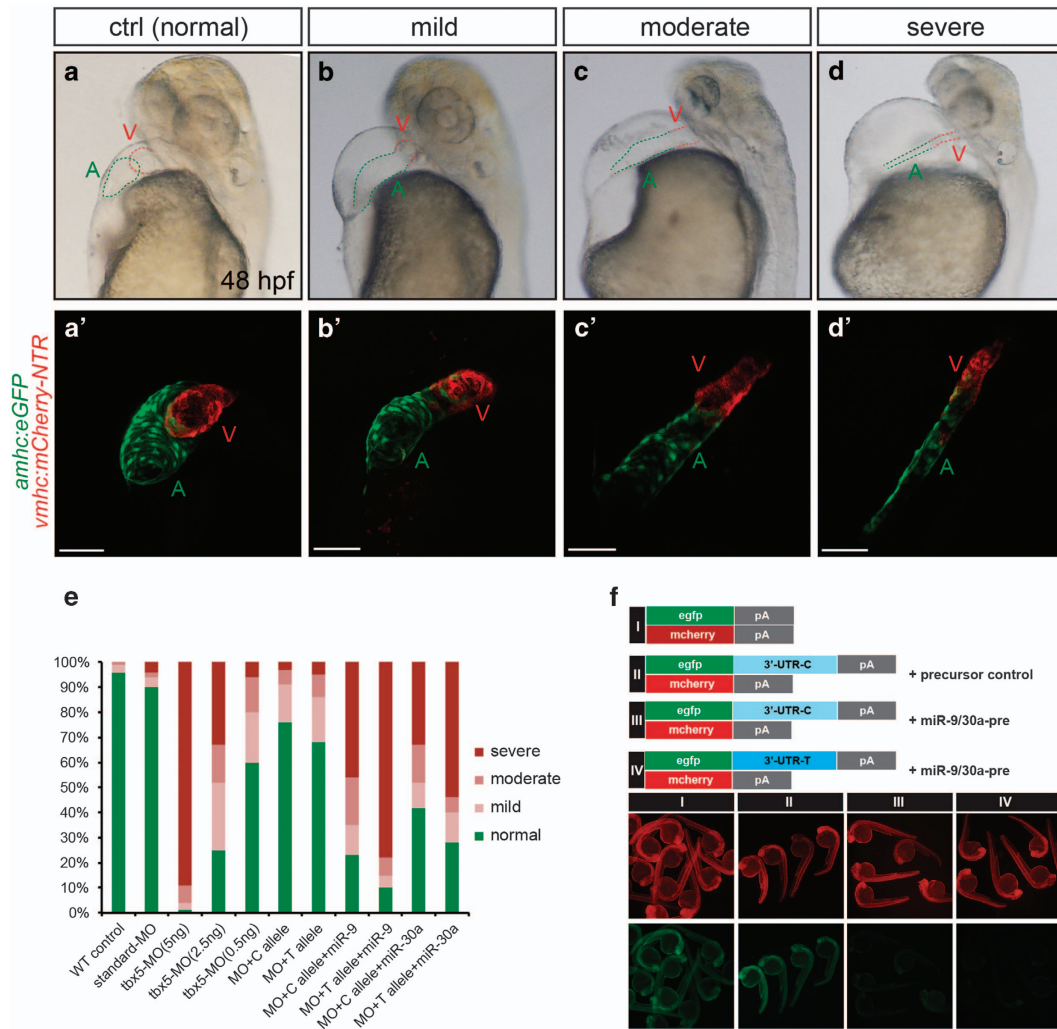 ctrl (normal) mild moderate severe
a b c d
V V V V
A A A A
48 hpf
a' b' c' d'
amhc:eGFP
vmhc:mCherry-NTR
V V V V
A A A A
e
100%
90%
80%
70%
60%
50%
40%
30%
20%
10%
0%
severe
moderate
mild
normal
WT control
standard-MO
tbx5-MO(5ng)
tbx5-MO(2.5ng)
tbx5-MO(0.5ng)
MO+C allele
MO+T allele
MO+C allele+miR-9
MO+T allele+miR-9
MO+C allele+miR-30a
MO+T allele+miR-30a
f
I egfp pA
mcherry pA
II egfp 3'-UTR-C pA + precursor control
mcherry pA
III egfp 3'-UTR-C pA + miR-9/30a-pre
mcherry pA
IV egfp 3'-UTR-T pA + miR-9/30a-pre
mcherry pA
I II III IV